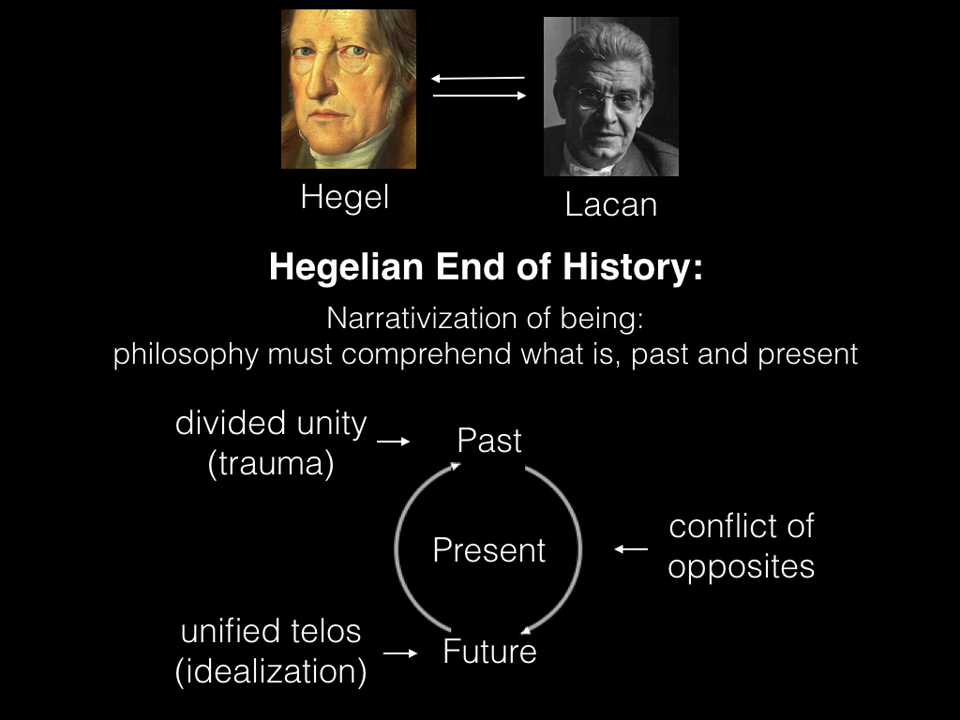 Hegel
Lacan
Hegelian End of History:
Narrativization of being:
philosophy must comprehend what is, past and present
divided unity
(trauma)
Past
conflict of
opposites
Present
unified telos
(idealization)
Future